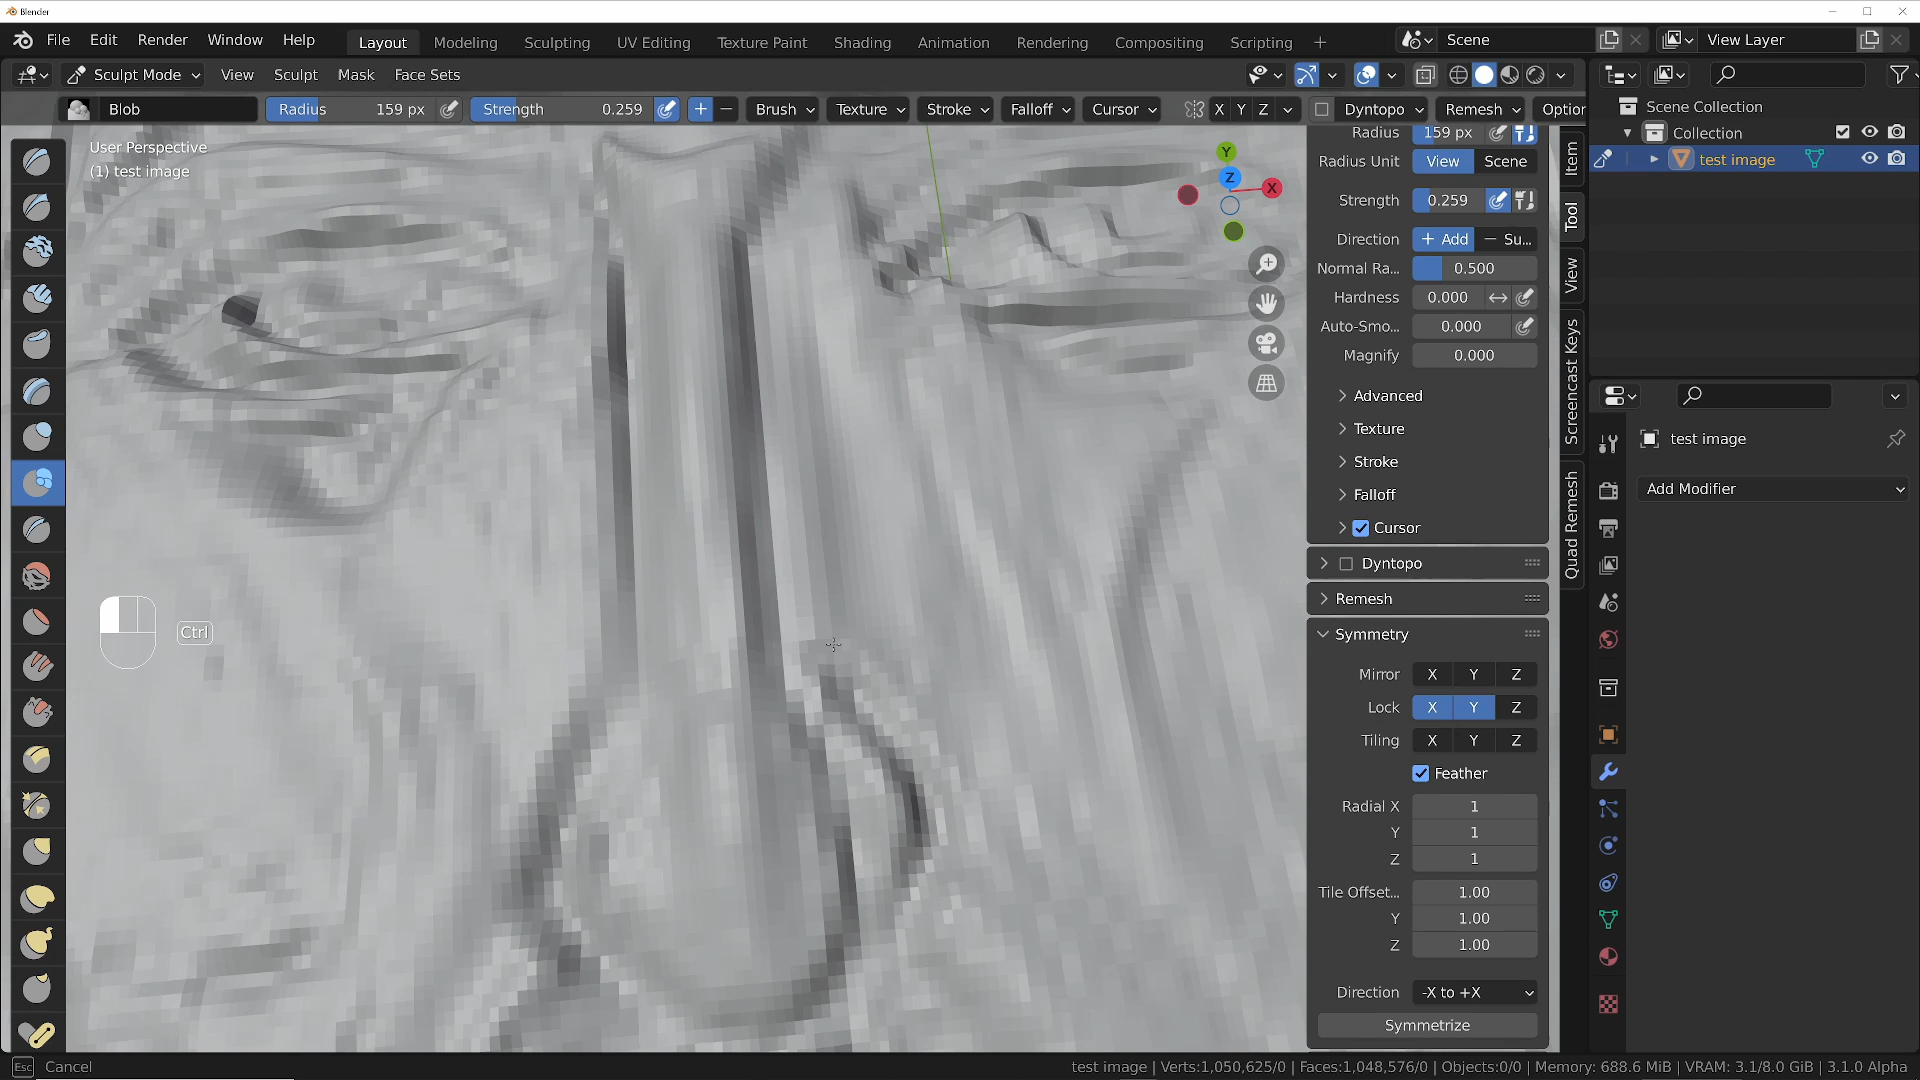 Blender
File Edit Render Window Help Layout Modeling Sculpting UV Editing Texture Paint Shading Animation Rendering Compositing Scripting + Scene View Layer
Sculpt Mode View Sculpt Mask Face Sets
Blob Radius 159 px Strength 0.259 + − Brush Texture Stroke Falloff Cursor X Y Z Dyntopo Remesh Option
User Perspective
(1) test image
Y
Z
X
Ctrl
Radius 159 px
Radius Unit View Scene
Strength 0.259
Direction + Add − Su...
Normal Ra... 0.500
Hardness 0.000
Auto-Smo... 0.000
Magnify 0.000
Advanced
Texture
Stroke
Falloff
Cursor
Dyntopo
Remesh
Symmetry
Mirror X Y Z
Lock X Y Z
Tiling X Y Z
Feather
Radial X 1
Y 1
Z 1
Tile Offset... 1.00
Y 1.00
Z 1.00
Direction -X to +X
Symmetrize
Item
Tool
View
Screencast Keys
Quad Remesh
Scene Collection
Collection
test image
test image
Add Modifier
Esc Cancel
test image | Verts:1,050,625/0 | Faces:1,048,576/0 | Objects:0/0 | Memory: 688.6 MiB | VRAM: 3.1/8.0 GiB | 3.1.0 Alpha